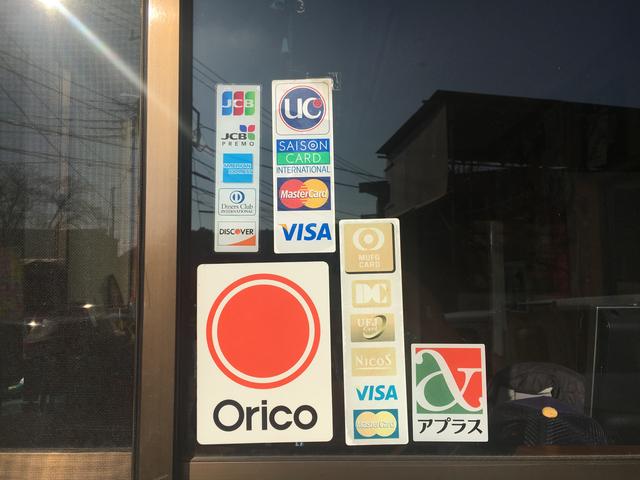 JCB
JCB
PREMO
AMERICAN
EXPRESS
Diners Club
INTERNATIONAL
DISCOVER
UC
SAISON
CARD
INTERNATIONAL
MasterCard
VISA
Orico
MUFG
CARD
DC
UFJ
Card
NICOS
VISA
MasterCard
アプラス